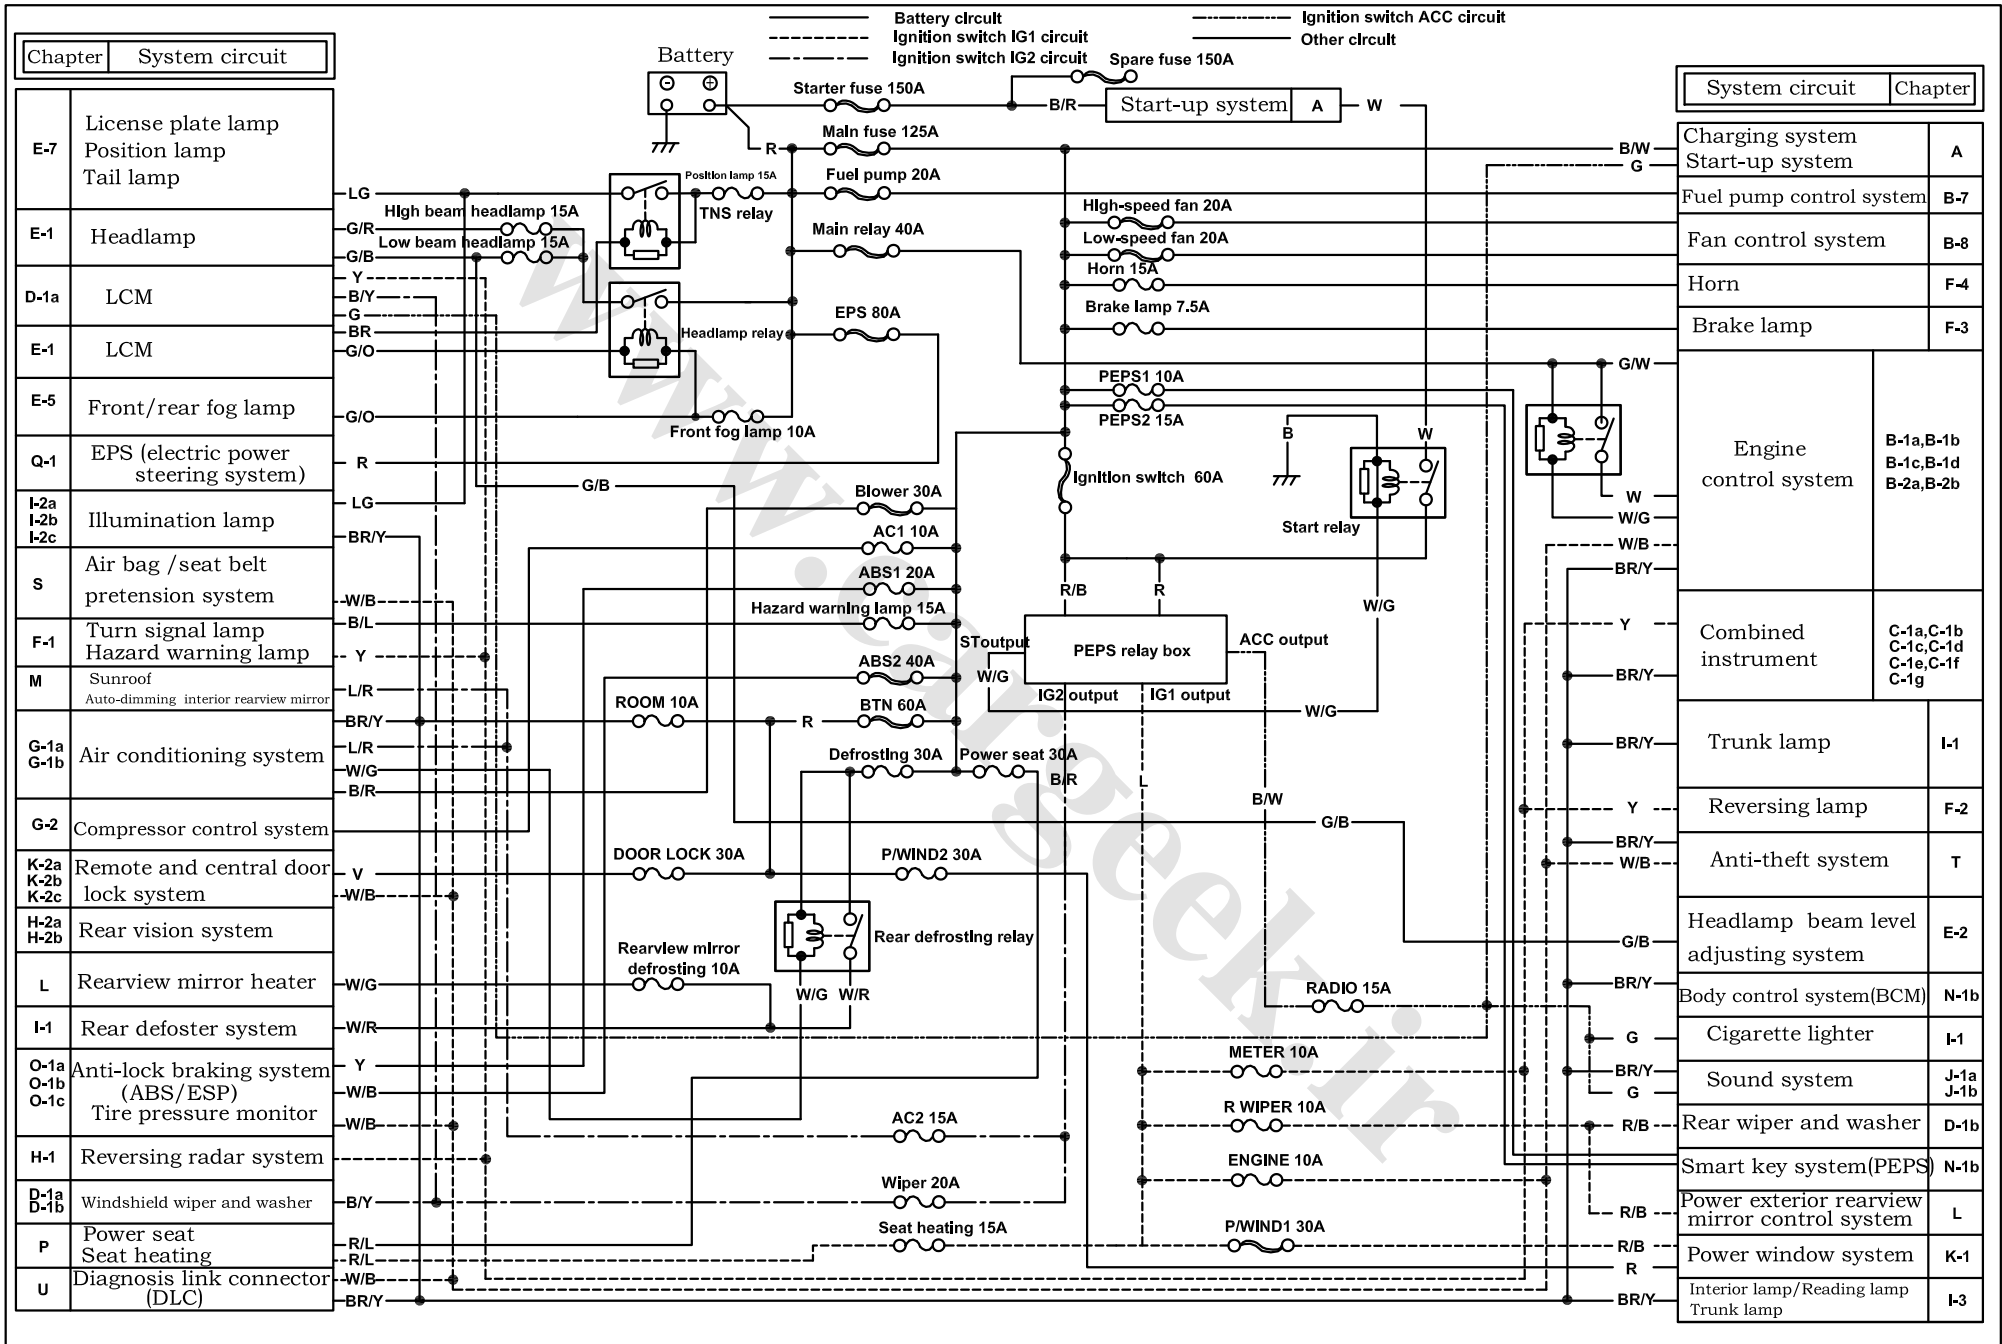 Battery circuit
Ignition switch IG1 circuit
Ignition switch IG2 circuit
Ignition switch ACC circuit
Other circuit
Chapter System circuit
E-7 License plate lamp
Position lamp
Tail lamp
LG
E-1 Headlamp
G/R
G/B
D-1a LCM
Y
B/Y
G
BR
E-1 LCM
G/O
E-5 Front/rear fog lamp
G/O
Q-1 EPS (electric power
steering system)
R
I-2a
I-2b
I-2c
Illumination lamp
LG
BR/Y
S Air bag /seat belt
pretension system
W/B
F-1 Turn signal lamp
Hazard warning lamp
B/L
Y
M Sunroof
Auto-dimming interior rearview mirror
L/R
G-1a
G-1b
Air conditioning system
BR/Y
L/R
W/G
B/R
G-2 Compressor control system
K-2a
K-2b
K-2c
Remote and central door
lock system
V
W/B
H-2a
H-2b
Rear vision system
L Rearview mirror heater
W/G
I-1 Rear defoster system
W/R
O-1a
O-1b
O-1c
Anti-lock braking system
(ABS/ESP)
Tire pressure monitor
Y
W/B
W/B
H-1 Reversing radar system
D-1a
D-1b
Windshield wiper and washer
B/Y
P Power seat
Seat heating
R/L
R/L
U Diagnosis link connector
(DLC)
W/B
BR/Y
Battery
Starter fuse 150A
Spare fuse 150A
B/R
Start-up system A
W
R
Main fuse 125A
Position lamp 15A
TNS relay
Fuel pump 20A
High beam headlamp 15A
Low beam headlamp 15A
Main relay 40A
High-speed fan 20A
Low-speed fan 20A
Horn 15A
Brake lamp 7.5A
Headlamp relay
EPS 80A
PEPS1 10A
PEPS2 15A
Front fog lamp 10A
B
W
Ignition switch 60A
Start relay
G/B
Blower 30A
AC1 10A
ABS1 20A
Hazard warning lamp 15A
R/B
R
W/G
SToutput
PEPS relay box
ACC output
W/G
IG2 output
IG1 output
W/G
ABS2 40A
ROOM 10A
R
BTN 60A
Defrosting 30A
Power seat 30A
B/R
L
B/W
G/B
DOOR LOCK 30A
P/WIND2 30A
Rear defrosting relay
Rearview mirror
defrosting 10A
W/G
W/R
RADIO 15A
METER 10A
R WIPER 10A
AC2 15A
ENGINE 10A
Wiper 20A
Seat heating 15A
P/WIND1 30A
System circuit Chapter
B/W
G
Charging system
Start-up system
A
Fuel pump control system B-7
Fan control system B-8
Horn F-4
Brake lamp F-3
G/W
W
W/G
W/B
BR/Y
Engine
control system
B-1a,B-1b
B-1c,B-1d
B-2a,B-2b
Y
BR/Y
Combined
instrument
C-1a,C-1b
C-1c,C-1d
C-1e,C-1f
C-1g
BR/Y Trunk lamp I-1
Y Reversing lamp F-2
BR/Y
W/B
Anti-theft system T
G/B
Headlamp beam level
adjusting system
E-2
BR/Y
Body control system(BCM) N-1b
G Cigarette lighter I-1
BR/Y
G
Sound system
J-1a
J-1b
R/B Rear wiper and washer D-1b
Smart key system(PEPS) N-1b
R/B
Power exterior rearview
mirror control system
L
R/B
R
Power window system K-1
BR/Y
Interior lamp/Reading lamp
Trunk lamp
I-3
www.cargeek.ir